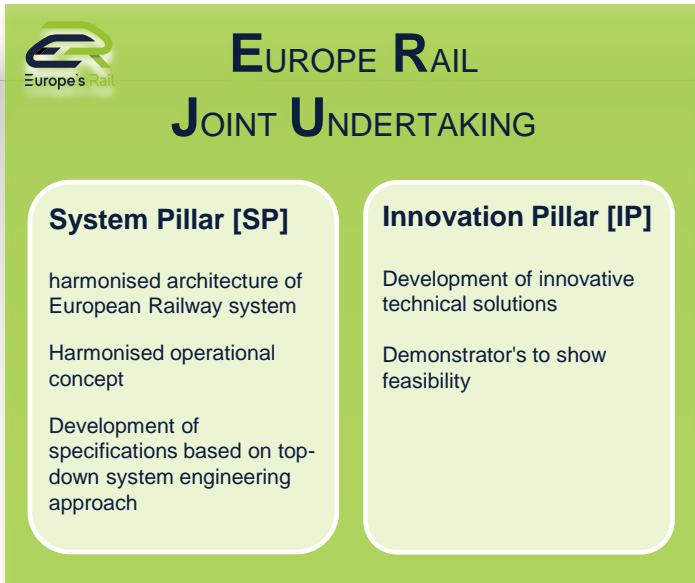 Europe's Rail
EUROPE RAIL
JOINT UNDERTAKING
System Pillar [SP]
harmonised architecture of
European Railway system
Harmonised operational
concept
Development of
specifications based on top-
down system engineering
approach
Innovation Pillar [IP]
Development of innovative
technical solutions
Demonstrator's to show
feasibility